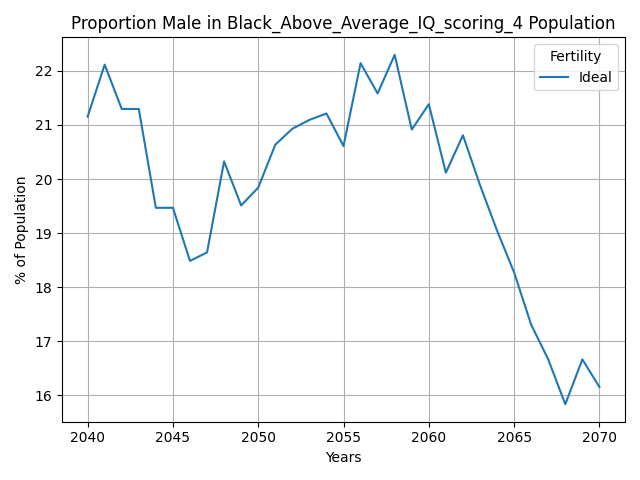 Proportion Male in Black_Above_Average_IQ_scoring_4 Population
Fertility
Ideal
22
21
20
19
18
17
16
% of Population
2040 2045 2050 2055 2060 2065 2070
Years